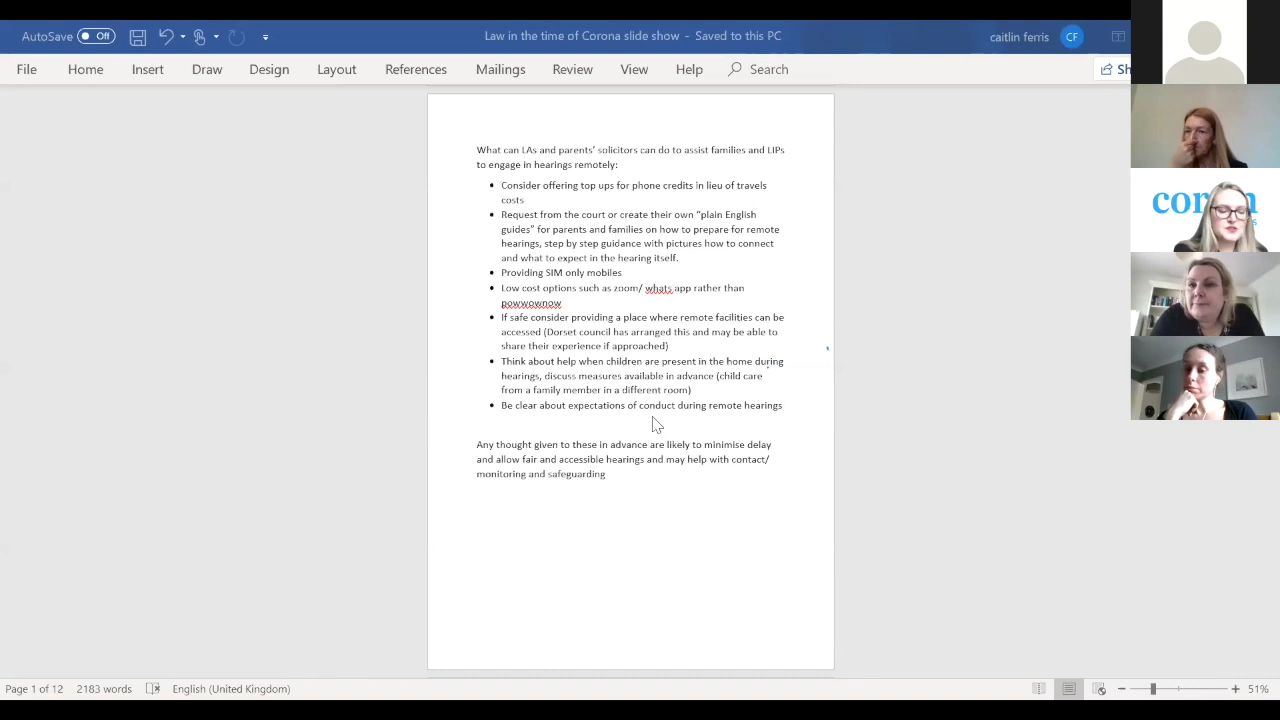 AutoSave Off Law in the time of Corona slide show - Saved to this PC caitlin ferris CF
File Home Insert Draw Design Layout References Mailings Review View Help Search Sh
What can LAs and parents' solicitors can do to assist families and LIPs
to engage in hearings remotely:
• Consider offering top ups for phone credits in lieu of travels
costs
• Request from the court or create their own "plain English
guides" for parents and families on how to prepare for remote
hearings, step by step guidance with pictures how to connect
and what to expect in the hearing itself.
• Providing SIM only mobiles
• Low cost options such as zoom/ whats app rather than
powwownow
• If safe consider providing a place where remote facilities can be
accessed (Dorset council has arranged this and may be able to
share their experience if approached)
• Think about help when children are present in the home during
hearings, discuss measures available in advance (child care
from a family member in a different room)
• Be clear about expectations of conduct during remote hearings
Any thought given to these in advance are likely to minimise delay
and allow fair and accessible hearings and may help with contact/
monitoring and safeguarding
Page 1 of 12 2183 words English (United Kingdom) 51%